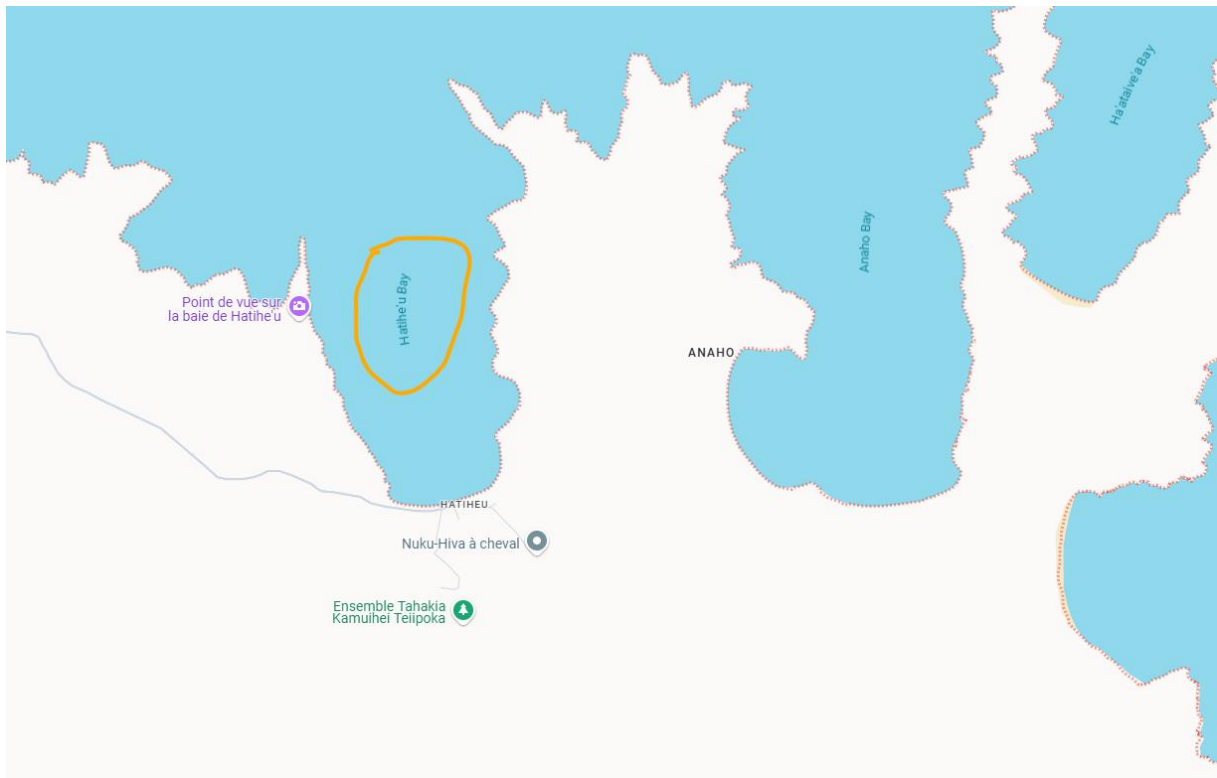 Ha'ataive'a Bay
Anaho Bay
Hatihe'u Bay
Point de vue sur
la baie de Hatihe'u
ANAHO
HATIHEU
Nuku-Hiva à cheval
Ensemble Tahakia
Kamuihei Teiipoka